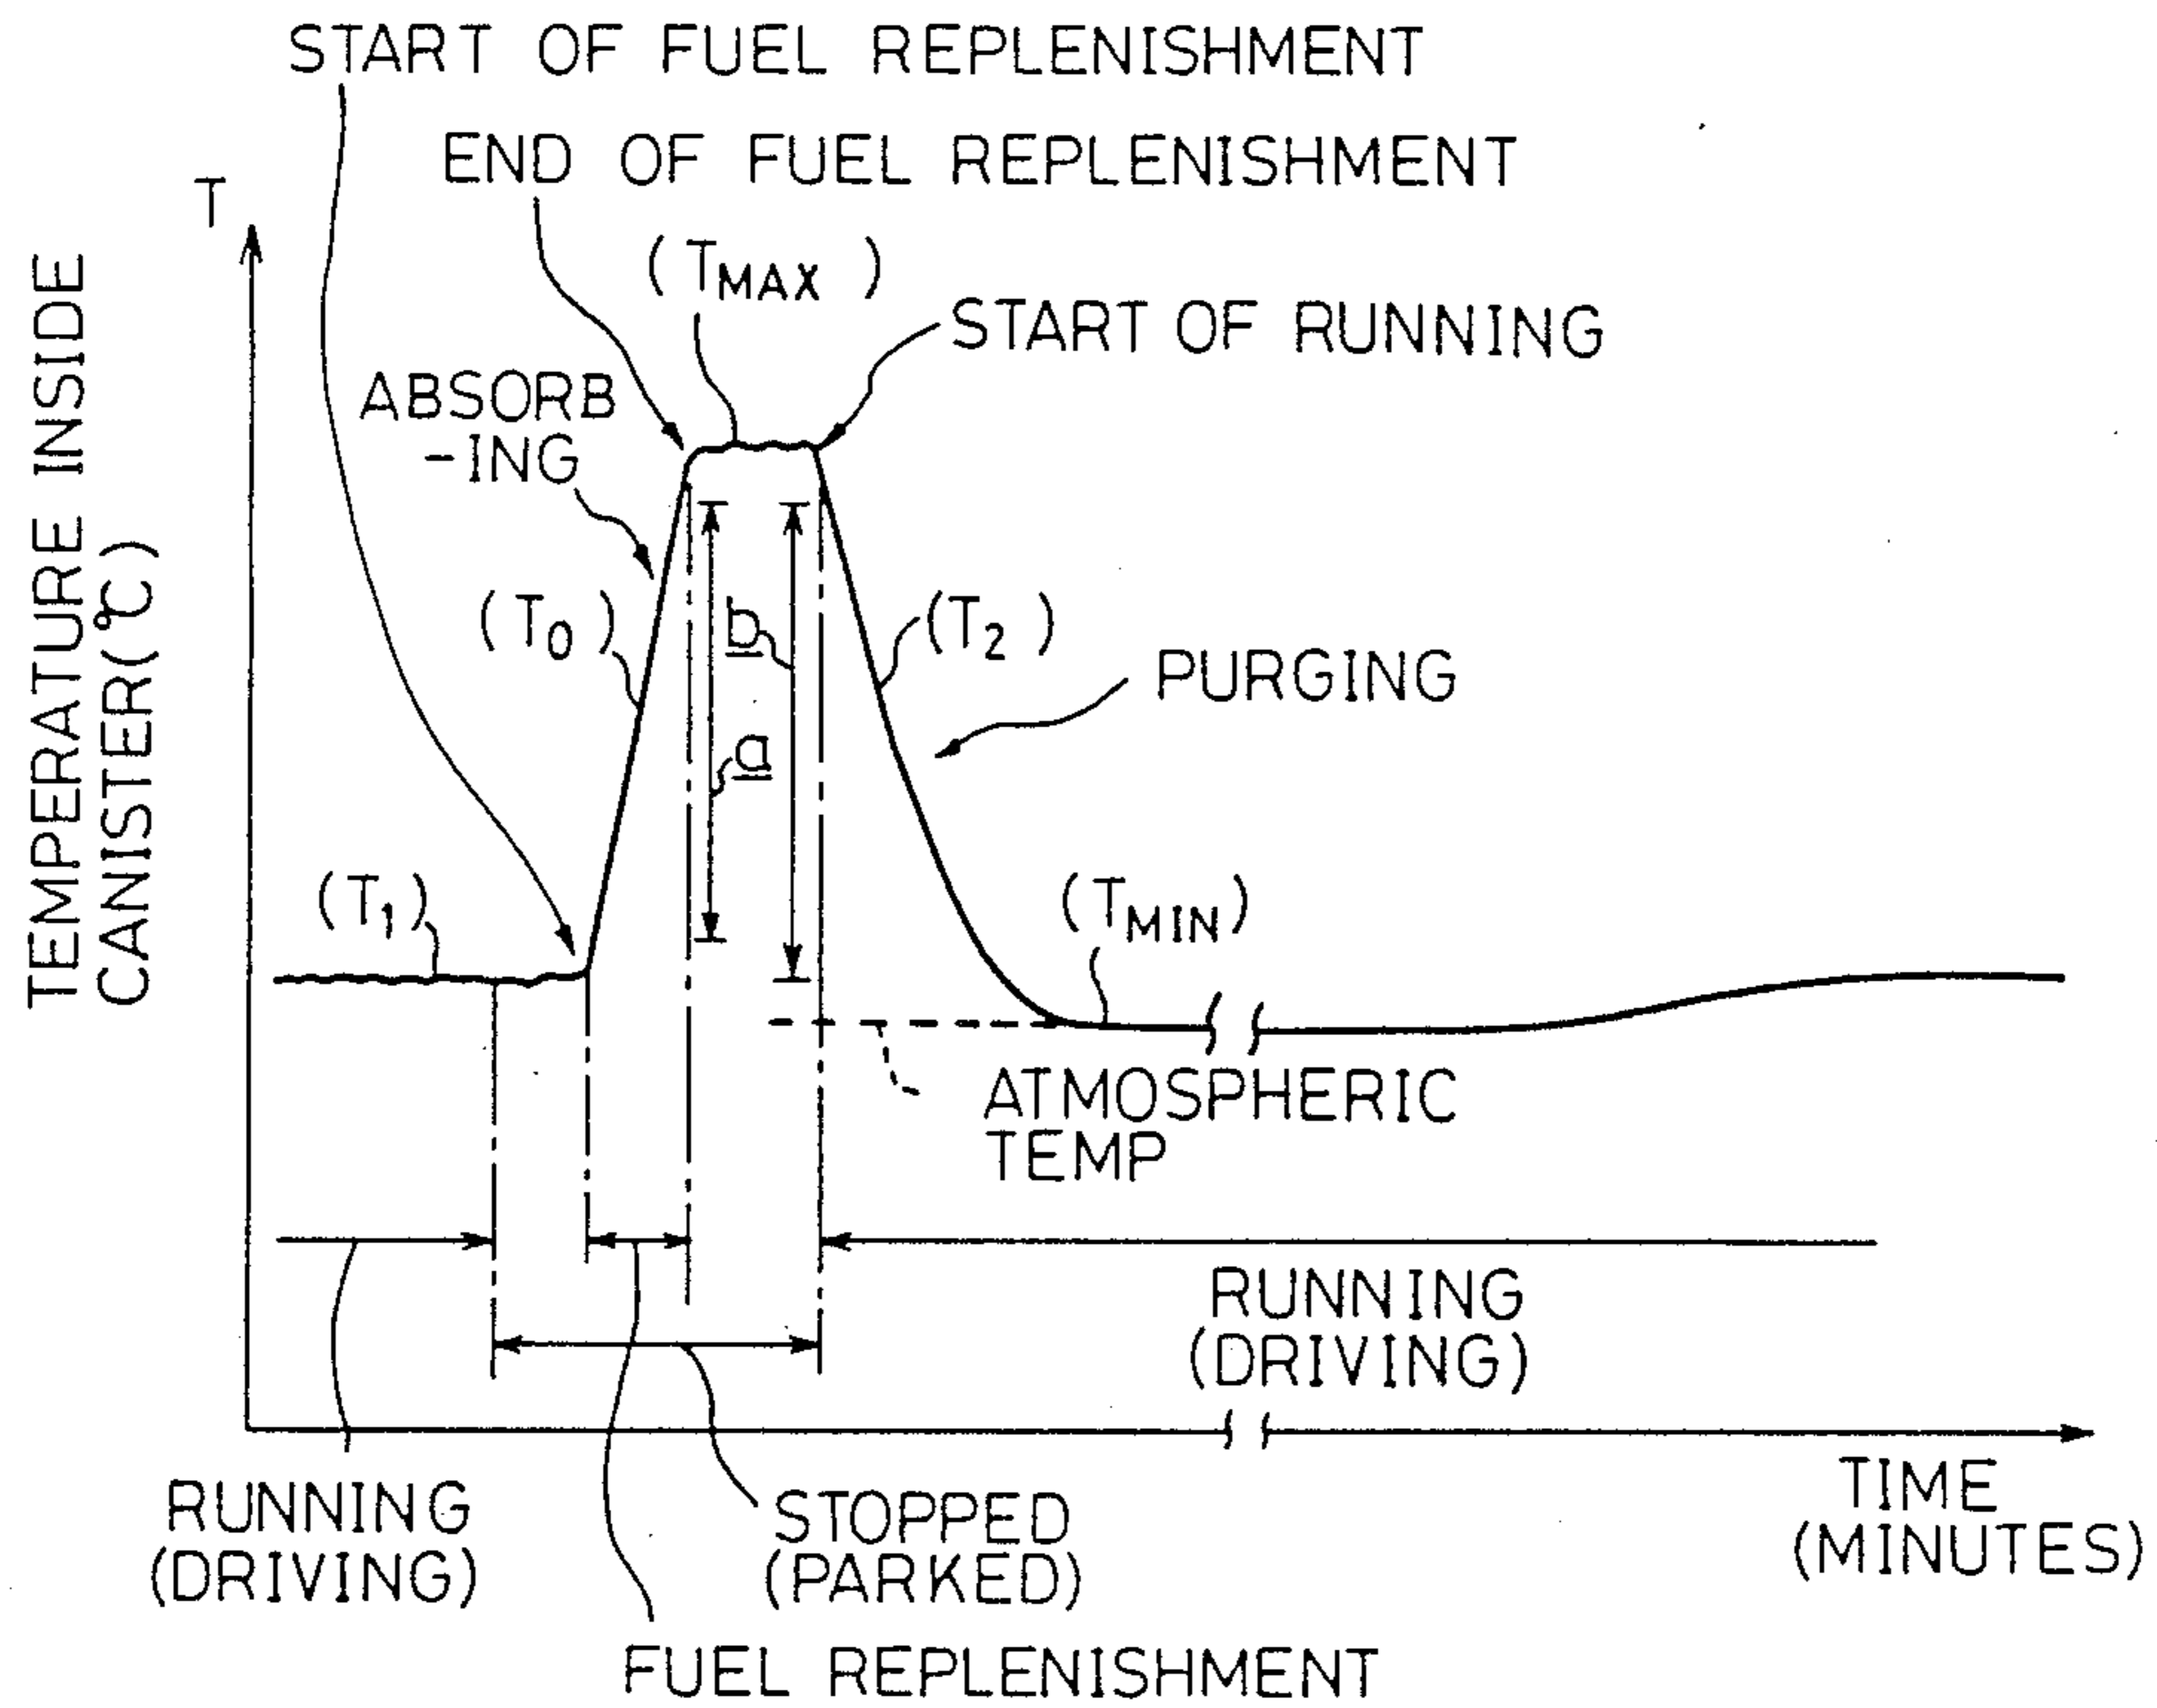 START OF FUEL REPLENISHMENT
END OF FUEL REPLENISHMENT
T
(TMAX)
START OF RUNNING
ABSORB
-ING
TEMPERATURE INSIDE
CANISTER(°C)
(T0)
b
(T2)
PURGING
a
(T1)
(TMIN)
ATMOSPHERIC
TEMP
RUNNING
(DRIVING)
TIME
(MINUTES)
RUNNING
(DRIVING)
STOPPED
(PARKED)
FUEL REPLENISHMENT